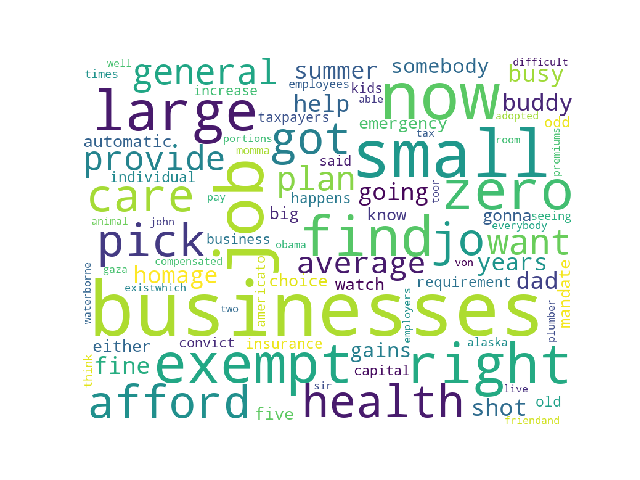 well
times
general
increase
summer
employees
kids
somebody
difficult
busy
large
taxpayers
help
able
now
buddy
adopted
odd
automatic
provide
portions
momma
got
said
emergency
tax
small
room
premiums
individual
care
job
plan
big
happens
going
know
toor
zero
gonna
seeing
animal
john
pick
pay
business
obama
find
jo
everybody
want
waterborne
gaza
compensated
homage
existwhich
americato
average
choice
watch
von
years
requirement
dad
mandate
businesses
two
employers
plumber
either
convict
insurance
gains
alaska
think
fine
exempt
capital
right
sir
live
afford
five
health
shot
old
friendand